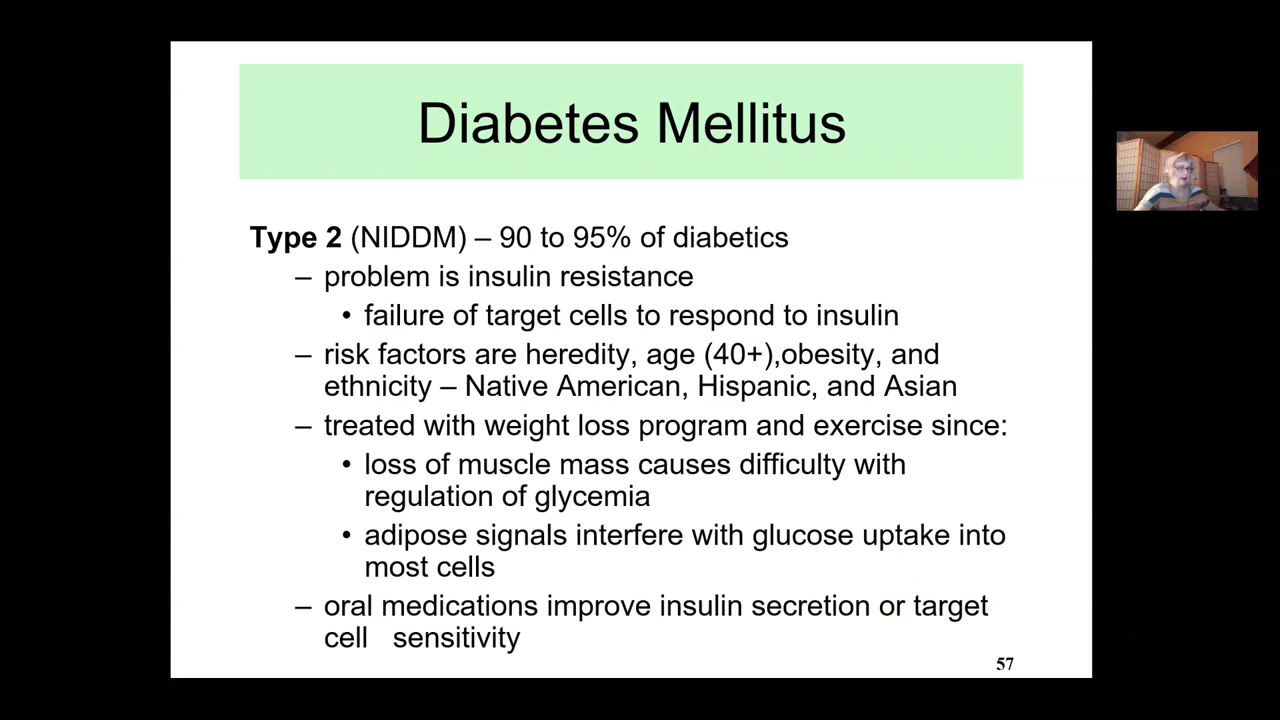 Diabetes Mellitus
Type 2 (NIDDM) – 90 to 95% of diabetics
– problem is insulin resistance
• failure of target cells to respond to insulin
– risk factors are heredity, age (40+),obesity, and
ethnicity – Native American, Hispanic, and Asian
– treated with weight loss program and exercise since:
• loss of muscle mass causes difficulty with
regulation of glycemia
• adipose signals interfere with glucose uptake into
most cells
– oral medications improve insulin secretion or target
cell   sensitivity
57